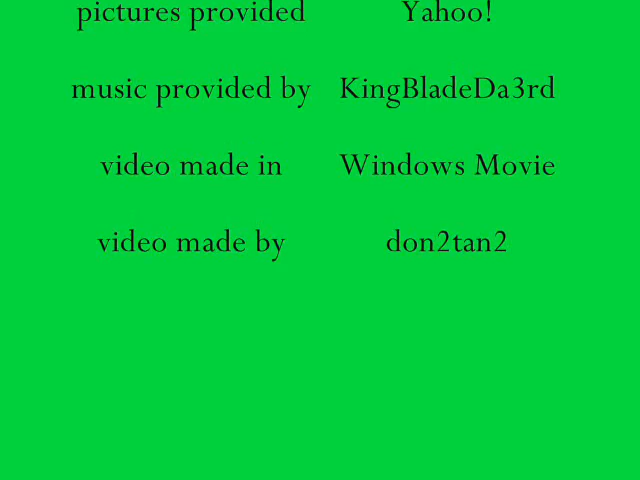 pictures provided Yahoo!
music provided by KingBladeDa3rd
video made in Windows Movie
video made by don2tan2